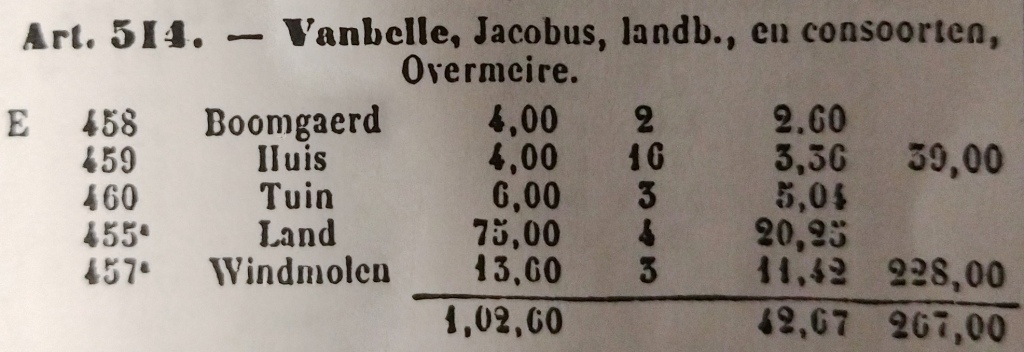 Art. 514. — Vanbelle, Jacobus, landb., en consoorten,
Overmeire.
E 458 Boomgaerd 4,00 2 2.60
459 Huis 4,00 16 3,36 39,00
460 Tuin 6,00 3 5,04
455ª Land 75,00 4 20,25
457ª Windmolen 13,60 3 11,42 228,00
1,02,60 42,67 267,00